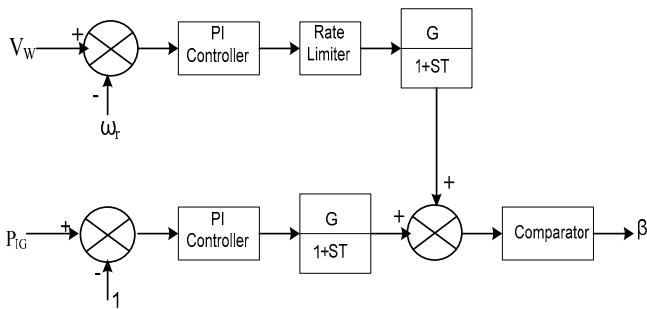 V_W
+
-
ω_r
PI
Controller
Rate
Limiter
G
1+ST
P_IG
+
-
1
PI
Controller
G
1+ST
+
+
Comparator
β